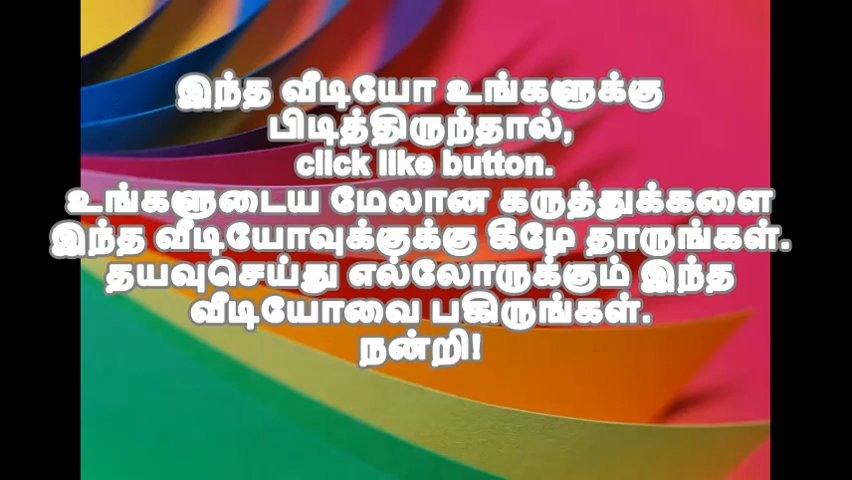 இந்த வீடியோ உங்களுக்கு
பிடித்திருந்தால்,
click like button.
உங்களுடைய மேலான கருத்துக்களை
இந்த வீடியோவுக்குக்கு கீழே தாருங்கள்.
தயவுசெய்து எல்லோருக்கும் இந்த
வீடியோவை பகிருங்கள்.
நன்றி!